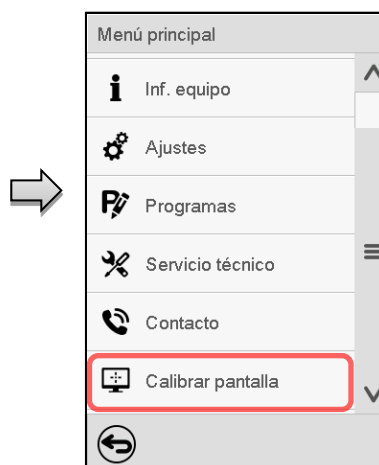 Menú principal
Inf. equipo
Ajustes
Programas
Servicio técnico
Contacto
Calibrar pantalla